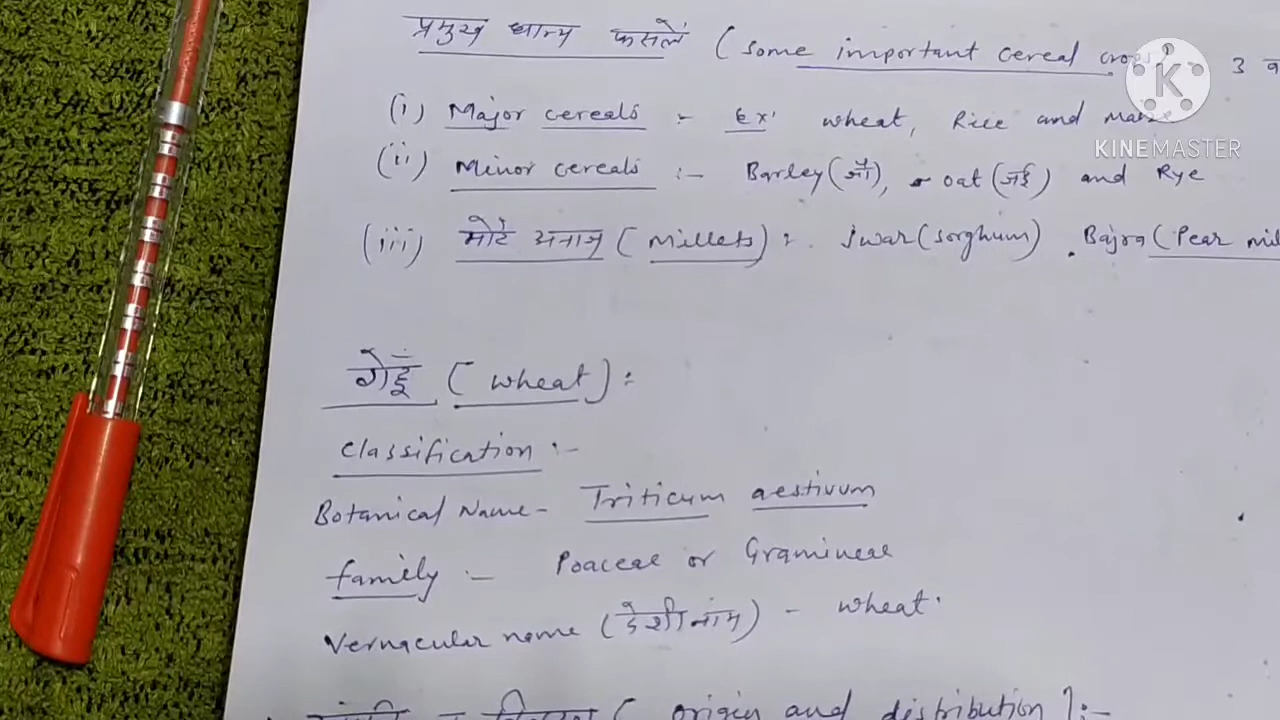 प्रमुख धान्य फसलें (Some important cereal crops) 3
(i) Major cereals :- Ex' wheat, Rice and
(ii) Minor cereals :- Barley(जौ), oat(जई) and Rye
(iii) मोटे अनाज (Millets) :- Jwar(Sorghum) . Bajra(Pear mil
गेहूँ (wheat) :
Classification :-
Botanical Name - Triticum aestivum
family :- Poaceae or Gramineae
Vernacular name (देशी नाम) - wheat
origin and distribution ] :-
K
KINEMASTER